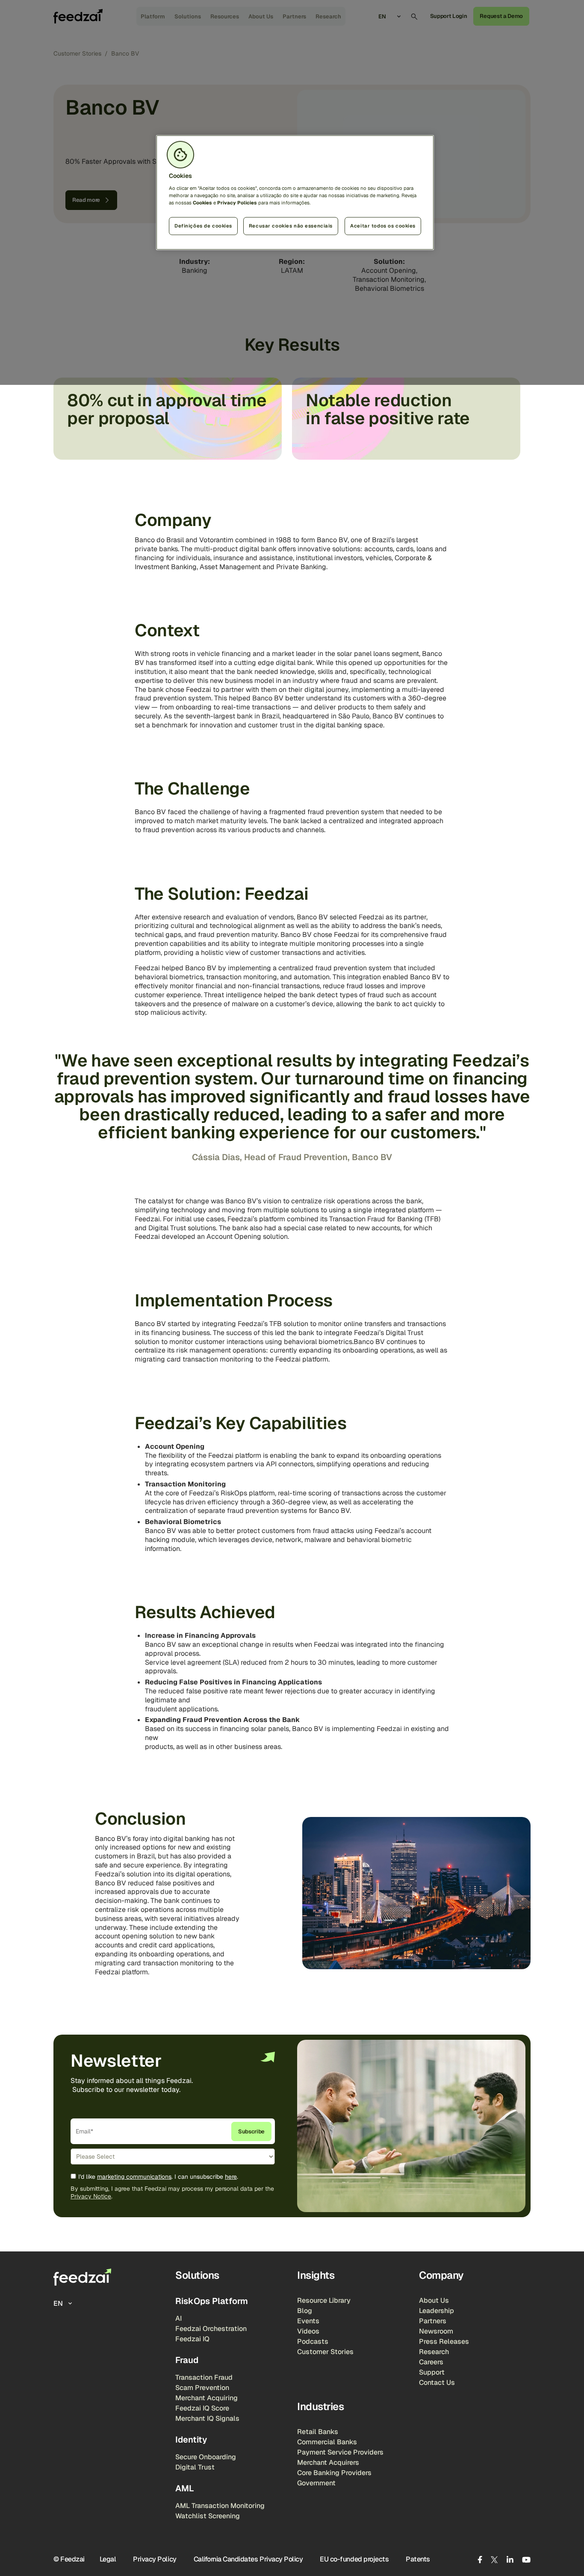 feedzai
Platform Solutions Resources About Us Partners Research
EN
Support Login
Request a Demo
Customer Stories / Banco BV
Banco BV
80% Faster Approvals with
Read more
Cookies
Ao clicar em "Aceitar todos os cookies", concorda com o armazenamento de cookies no seu dispositivo para
melhorar a navegação no site, analisar a utilização do site e ajudar nas nossas iniciativas de marketing. Reveja
as nossas Cookies e Privacy Policies para mais informações.
Definições de cookies
Recusar cookies não essenciais
Aceitar todos os cookies
Industry:
Banking
Region:
LATAM
Solution:
Account Opening,
Transaction Monitoring,
Behavioral Biometrics
Key Results
80% cut in approval time
per proposal
Notable reduction
in false positive rate
Company
Banco do Brasil and Votorantim combined in 1988 to form Banco BV, one of Brazil's largest
private banks. The multi-product digital bank offers innovative solutions: accounts, cards, loans and
financing for individuals, insurance and assistance, institutional investors, vehicles, Corporate &
Investment Banking, Asset Management and Private Banking.
Context
With strong roots in vehicle financing and a market leader in the solar panel loans segment, Banco
BV has transformed itself into a cutting edge digital bank. While this opened up opportunities for the
institution, it also meant that the bank needed knowledge, skills and, specifically, technological
expertise to deliver this new business model in an industry where fraud and scams are prevalent.
The bank chose Feedzai to partner with them on their digital journey, implementing a multi-layered
fraud prevention system. This helped Banco BV better understand its customers with a 360-degree
view — from onboarding to real-time transactions — and deliver products to them safely and
securely. As the seventh-largest bank in Brazil, headquartered in São Paulo, Banco BV continues to
set a benchmark for innovation and customer trust in the digital banking space.
The Challenge
Banco BV faced the challenge of having a fragmented fraud prevention system that needed to be
improved to match market maturity levels. The bank lacked a centralized and integrated approach
to fraud prevention across its various products and channels.
The Solution: Feedzai
After extensive research and evaluation of vendors, Banco BV selected Feedzai as its partner,
prioritizing cultural and technological alignment as well as the ability to address the bank's needs,
technical gaps, and fraud prevention maturity. Banco BV chose Feedzai for its comprehensive fraud
prevention capabilities and its ability to integrate multiple monitoring processes into a single
platform, providing a holistic view of customer transactions and activities.
Feedzai helped Banco BV by implementing a centralized fraud prevention system that included
behavioral biometrics, transaction monitoring, and automation. This integration enabled Banco BV to
effectively monitor financial and non-financial transactions, reduce fraud losses and improve
customer experience. Threat intelligence helped the bank detect types of fraud such as account
takeovers and the presence of malware on a customer's device, allowing the bank to act quickly to
stop malicious activity.
"We have seen exceptional results by integrating Feedzai's
fraud prevention system. Our turnaround time on financing
approvals has improved significantly and fraud losses have
been drastically reduced, leading to a safer and more
efficient banking experience for our customers."
Cássia Dias, Head of Fraud Prevention, Banco BV
The catalyst for change was Banco BV's vision to centralize risk operations across the bank,
simplifying technology and moving from multiple solutions to using a single integrated platform —
Feedzai. For initial use cases, Feedzai's platform combined its Transaction Fraud for Banking (TFB)
and Digital Trust solutions. The bank also had a special case related to new accounts, for which
Feedzai developed an Account Opening solution.
Implementation Process
Banco BV started by integrating Feedzai's TFB solution to monitor online transfers and transactions
in its financing business. The success of this led the bank to integrate Feedzai's Digital Trust
solution to monitor customer interactions using behavioral biometrics.Banco BV continues to
centralize its risk management operations: currently expanding its onboarding operations, as well as
migrating card transaction monitoring to the Feedzai platform.
Feedzai's Key Capabilities
• Account Opening
The flexibility of the Feedzai platform is enabling the bank to expand its onboarding operations
by integrating ecosystem partners via API connectors, simplifying operations and reducing
threats.
• Transaction Monitoring
At the core of Feedzai's RiskOps platform, real-time scoring of transactions across the customer
lifecycle has driven efficiency through a 360-degree view, as well as accelerating the
centralization of separate fraud prevention systems for Banco BV.
• Behavioral Biometrics
Banco BV was able to better protect customers from fraud attacks using Feedzai's account
hacking module, which leverages device, network, malware and behavioral biometric
information.
Results Achieved
• Increase in Financing Approvals
Banco BV saw an exceptional change in results when Feedzai was integrated into the financing
approval process.
Service level agreement (SLA) reduced from 2 hours to 30 minutes, leading to more customer
approvals.
• Reducing False Positives in Financing Applications
The reduced false positive rate meant fewer rejections due to greater accuracy in identifying
legitimate and
fraudulent applications.
• Expanding Fraud Prevention Across the Bank
Based on its success in financing solar panels, Banco BV is implementing Feedzai in existing and
new
products, as well as in other business areas.
Conclusion
Banco BV's foray into digital banking has not
only increased options for new and existing
customers in Brazil, but has also provided a
safe and secure experience. By integrating
Feedzai's solution into its digital operations,
Banco BV reduced false positives and
increased approvals due to accurate
decision-making. The bank continues to
centralize risk operations across multiple
business areas, with several initiatives already
underway. These include extending the
account opening solution to new bank
accounts and credit card applications,
expanding its onboarding operations, and
migrating card transaction monitoring to the
Feedzai platform.
Newsletter
Stay informed about all things Feedzai.
Subscribe to our newsletter today.
Email*
Subscribe
Please Select
I'd like marketing communications. I can unsubscribe here.
By submitting, I agree that Feedzai may process my personal data per the
Privacy Notice.
feedzai
EN
Solutions
RiskOps Platform
AI
Feedzai Orchestration
Feedzai IQ
Fraud
Transaction Fraud
Scam Prevention
Merchant Acquiring
Feedzai IQ Score
Merchant IQ Signals
Identity
Secure Onboarding
Digital Trust
AML
AML Transaction Monitoring
Watchlist Screening
Insights
Resource Library
Blog
Events
Videos
Podcasts
Customer Stories
Industries
Retail Banks
Commercial Banks
Payment Service Providers
Merchant Acquirers
Core Banking Providers
Government
Company
About Us
Leadership
Partners
Newsroom
Press Releases
Research
Careers
Support
Contact Us
© Feedzai Legal Privacy Policy California Candidates Privacy Policy EU co-funded projects Patents